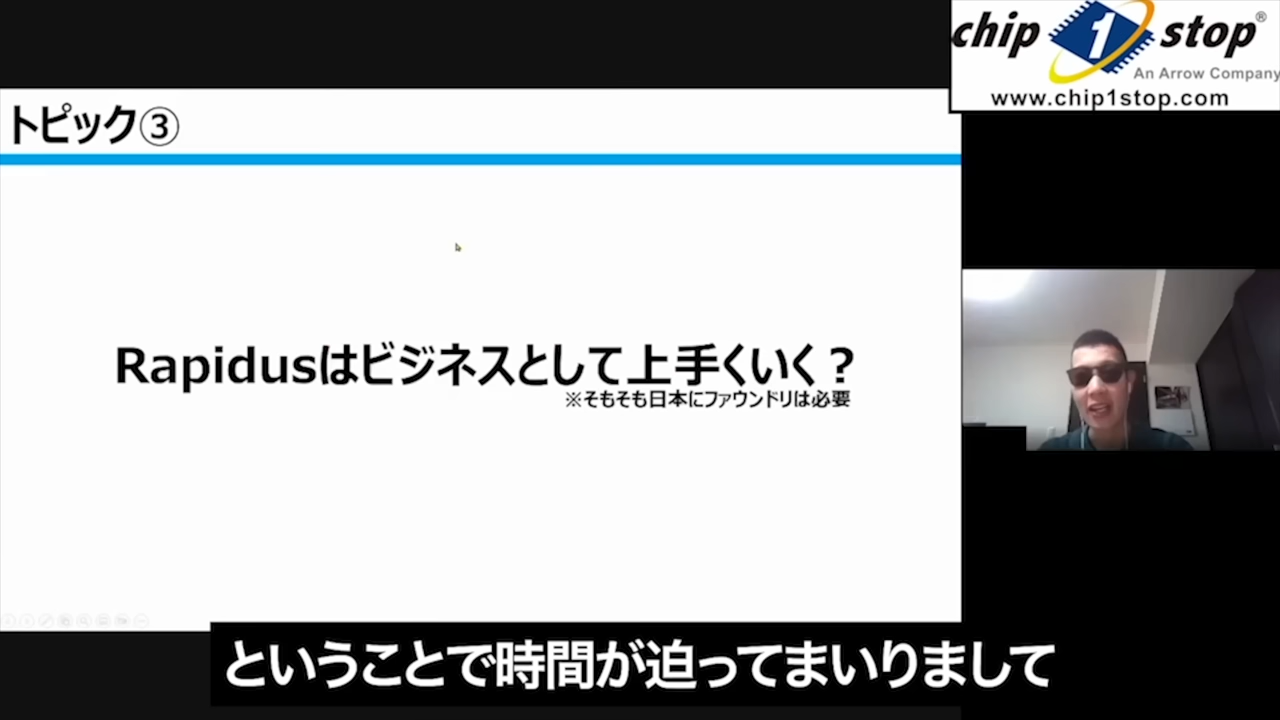 chip 1 stop®
An Arrow Company
www.chip1stop.com
トピック③
Rapidusはビジネスとして上手くいく？
※そもそも日本にファウンドリは必要
ということで時間が迫ってまいりまして